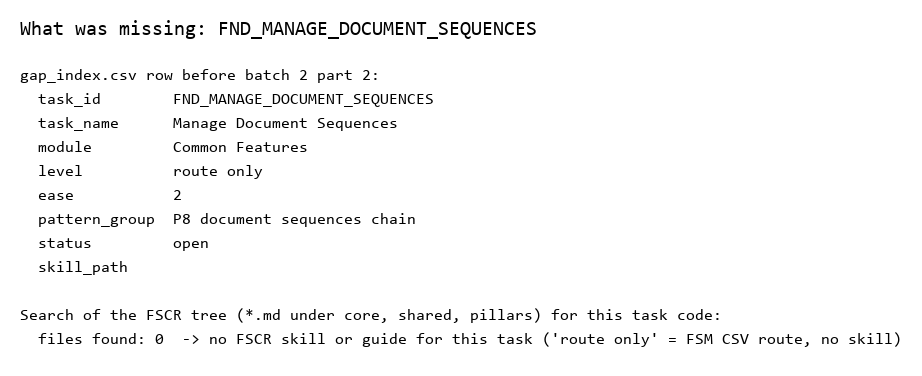 What was missing: FND_MANAGE_DOCUMENT_SEQUENCES
gap_index.csv row before batch 2 part 2:
task_id FND_MANAGE_DOCUMENT_SEQUENCES
task_name Manage Document Sequences
module Common Features
level route only
ease 2
pattern_group P8 document sequences chain
status open
skill_path
Search of the FSCR tree (*.md under core, shared, pillars) for this task code:
files found: 0 -> no FSCR skill or guide for this task ('route only' = FSM CSV route, no skill)